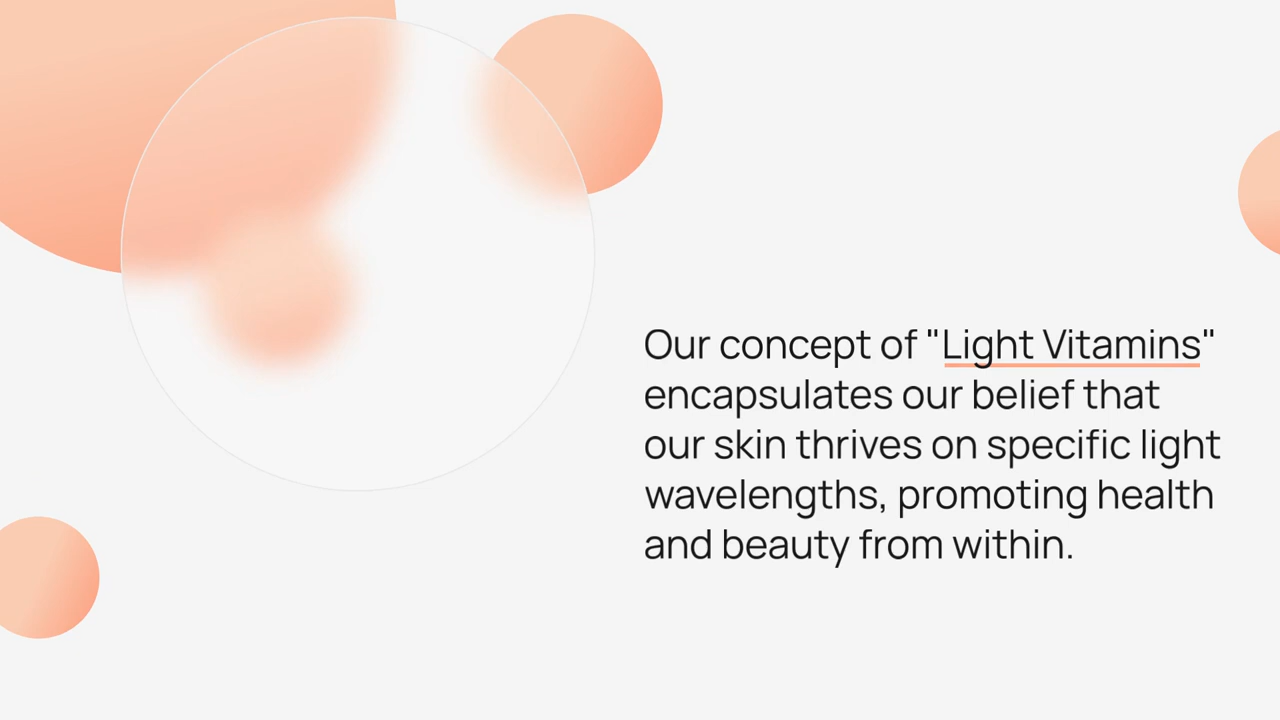 Our concept of "Light Vitamins"
encapsulates our belief that
our skin thrives on specific light
wavelengths, promoting health
and beauty from within.